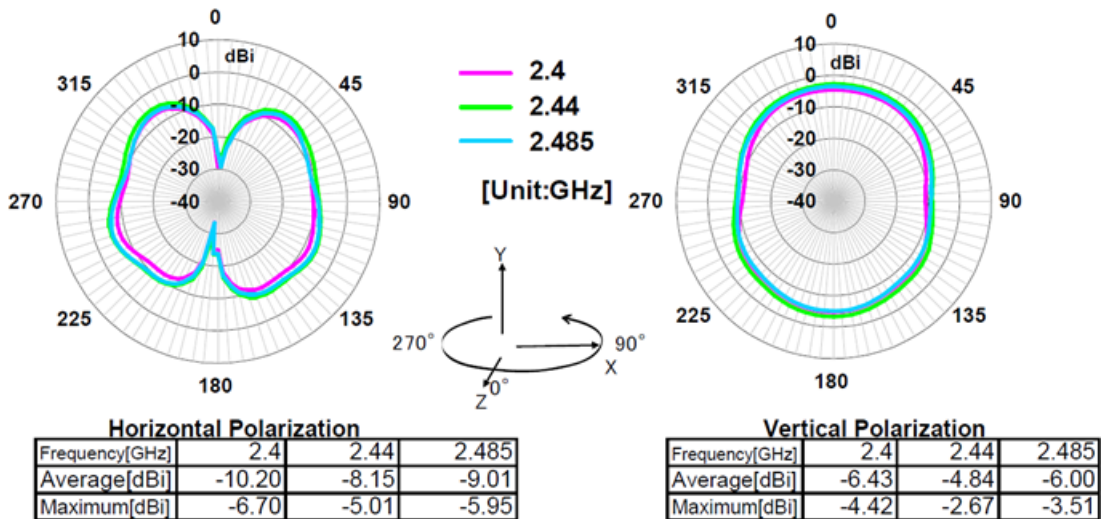 0
10
dBi
0
315
45
-10
-20
-30
270
-40
90
225
135
180
2.4
2.44
2.485
[Unit:GHz]
Y
270°
90°
X
0°
Z
0
10
dBi
0
315
45
-10
-20
-30
270
-40
90
225
135
180
Horizontal Polarization
Frequency[GHz] 2.4 2.44 2.485
Average[dBi] -10.20 -8.15 -9.01
Maximum[dBi] -6.70 -5.01 -5.95
Vertical Polarization
Frequency[GHz] 2.4 2.44 2.485
Average[dBi] -6.43 -4.84 -6.00
Maximum[dBi] -4.42 -2.67 -3.51